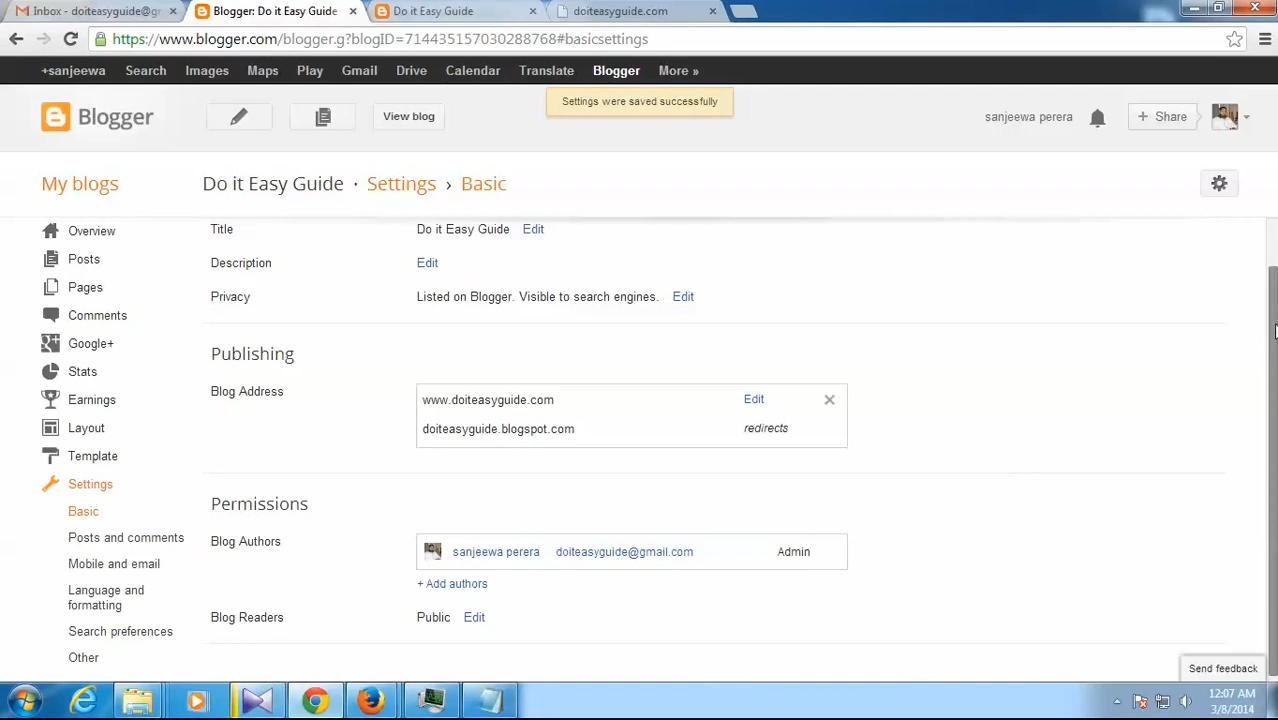 Inbox - doiteasyguide@g
Blogger: Do it Easy Guide
Do it Easy Guide
doiteasyguide.com
https://www.blogger.com/blogger.g?blogID=714435157030288768#basicsettings
+sanjeewa Search Images Maps Play Gmail Drive Calendar Translate Blogger More »
Settings were saved successfully
Blogger
View blog
sanjeewa perera
+ Share
My blogs
Do it Easy Guide · Settings › Basic
Overview
Posts
Pages
Comments
Google+
Stats
Earnings
Layout
Template
Settings
Basic
Posts and comments
Mobile and email
Language and
formatting
Search preferences
Other
Title Do it Easy Guide Edit
Description Edit
Privacy Listed on Blogger. Visible to search engines. Edit
Publishing
Blog Address
www.doiteasyguide.com Edit
doiteasyguide.blogspot.com redirects
Permissions
Blog Authors
sanjeewa perera doiteasyguide@gmail.com Admin
+ Add authors
Blog Readers Public Edit
Send feedback
12:07 AM
3/8/2014